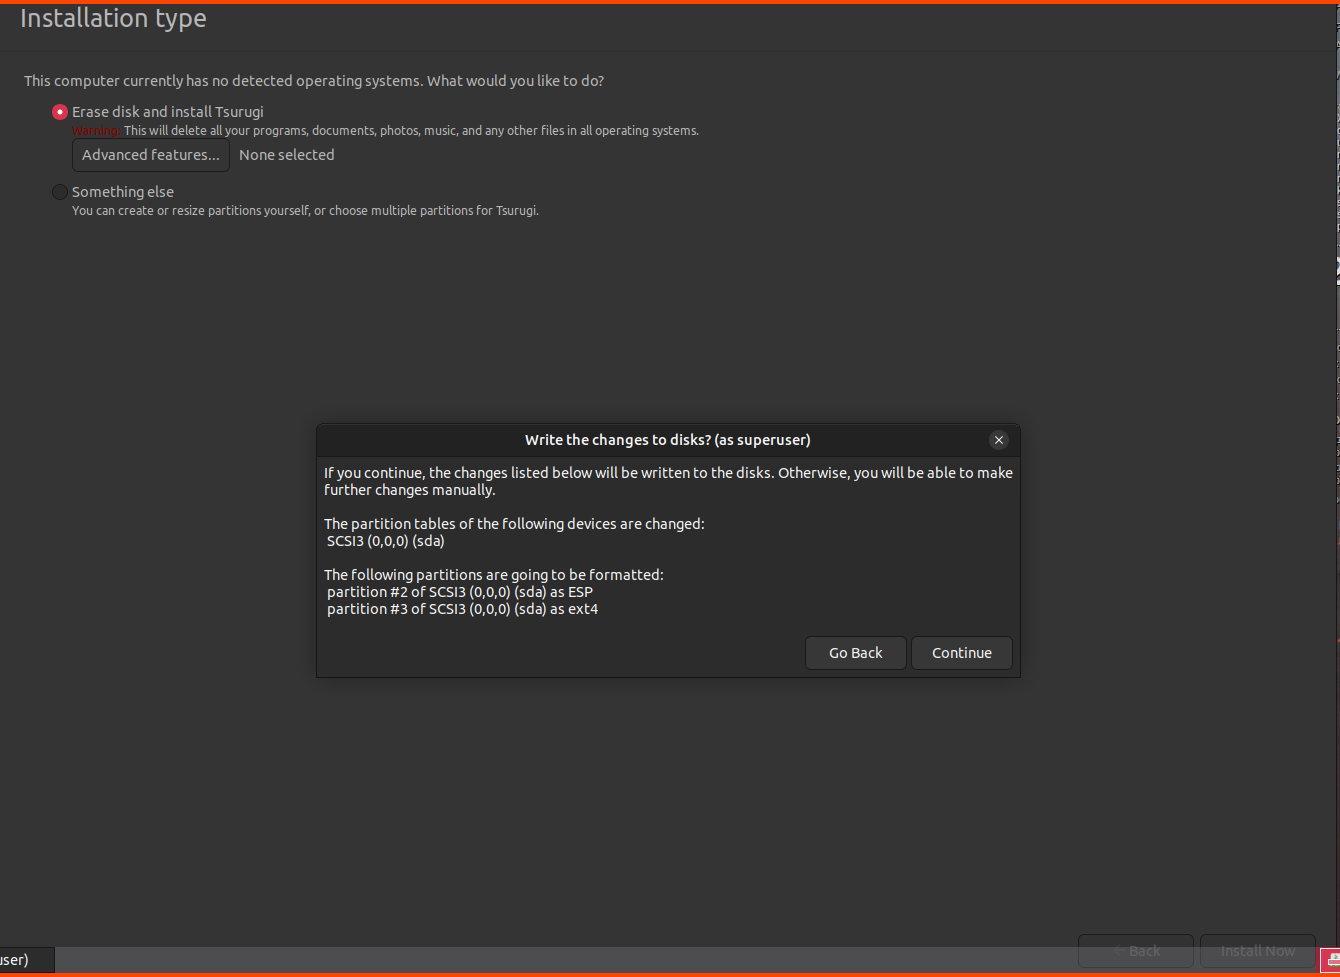 Installation type
This computer currently has no detected operating systems. What would you like to do?
Erase disk and install Tsurugi
Warning: This will delete all your programs, documents, photos, music, and any other files in all operating systems.
Advanced features... None selected
Something else
You can create or resize partitions yourself, or choose multiple partitions for Tsurugi.
Write the changes to disks? (as superuser)
If you continue, the changes listed below will be written to the disks. Otherwise, you will be able to make
further changes manually.
The partition tables of the following devices are changed:
SCSI3 (0,0,0) (sda)
The following partitions are going to be formatted:
partition #2 of SCSI3 (0,0,0) (sda) as ESP
partition #3 of SCSI3 (0,0,0) (sda) as ext4
Go Back Continue
Back Install Now
user)